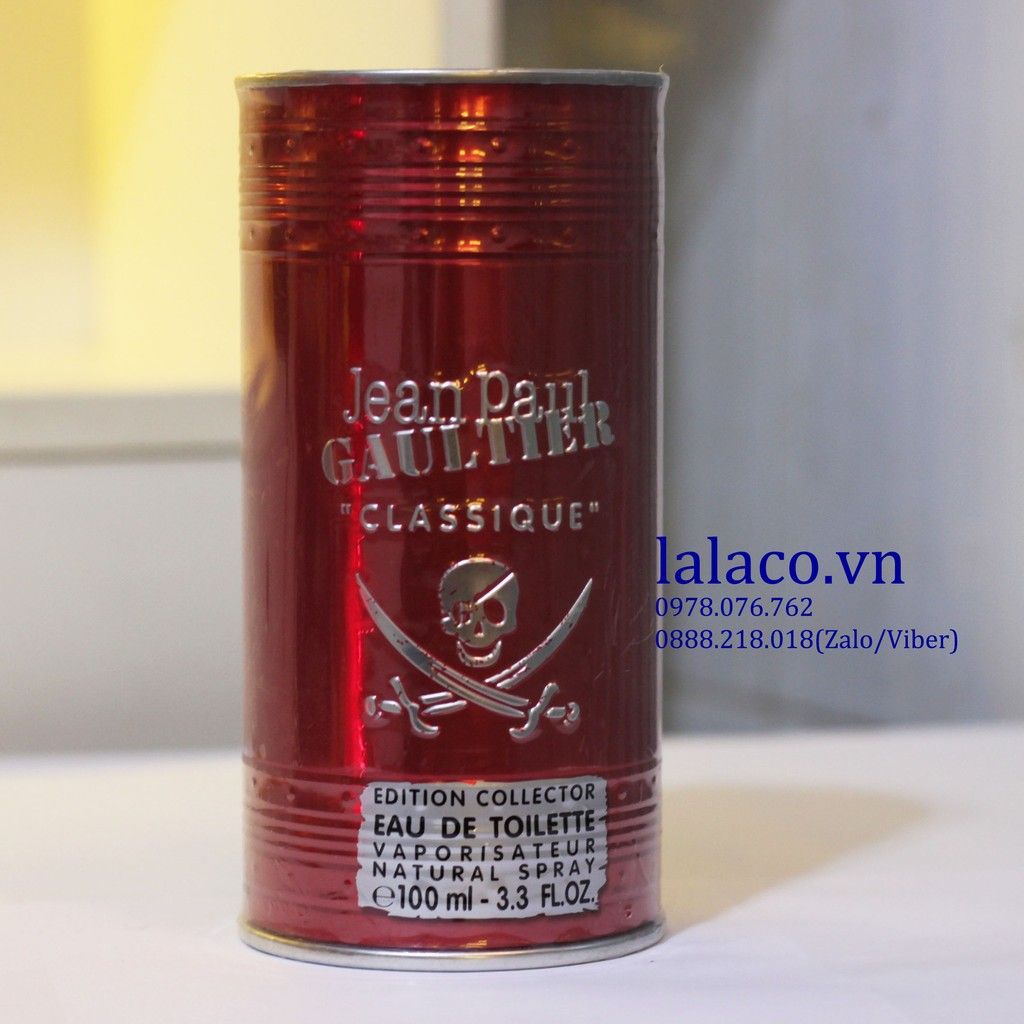 Jean Paul
GAULTIER
"CLASSIQUE"
G
lalaco.vn
0978.076.762
0888.218.018(Zalo/Viber)
EDITION COLLECTOR
EAU DE TOILETTE
VAPORISATEUR
NATURAL SPRAY
℮100 ml - 3.3 FL.OZ.